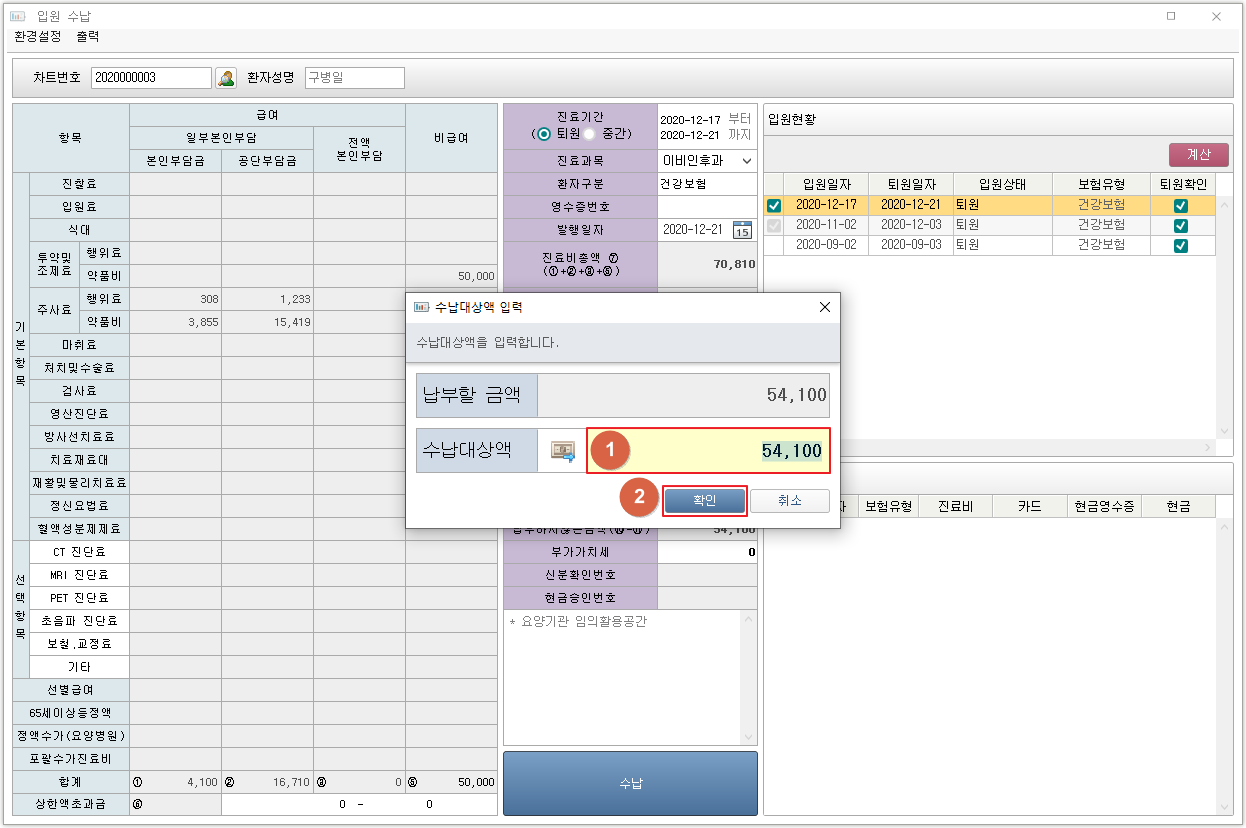 입원 수납
환경설정 출력
차트번호 2020000003 환자성명 구병일
항목 급여 비급여
일부본인부담 전액
본인부담
본인부담금 공단부담금
기본항목
진찰료
입원료
식대
투약및
조제료
행위료
약품비 50,000
주사료
행위료 308 1,233
약품비 3,855 15,419
마취료
처치및수술료
검사료
영상진단료
방사선치료료
치료재료대
재활및물리치료료
정신요법료
혈액성분제제료
선택항목
CT 진단료
MRI 진단료
PET 진단료
초음파 진단료
보철,교정료
기타
선별급여
65세이상등정액
정액수가(요양병원)
포괄수가진료비
합계 ① 4,100 ② 16,710 ③ 0 ⑤ 50,000
상한액초과금 ⑥ 0 - 0
진료기간
( 퇴원 중간)
2020-12-17 부터
2020-12-21 까지
진료과목 이비인후과
환자구분 건강보험
영수증번호
발행일자 2020-12-21 15
진료비총액 ⑦
(①+②+③+⑤) 70,810
수납대상액 입력
수납대상액을 입력합니다.
납부할 금액 54,100
수납대상액 1 54,100
2 확인 취소
54,100
부가가치세 0
신분확인번호
현금승인번호
* 요양기관 임의활용공간
수납
입원현황
계산
입원일자 퇴원일자 입원상태 보험유형 퇴원확인
2020-12-17 2020-12-21 퇴원 건강보험
2020-11-02 2020-12-03 퇴원 건강보험
2020-09-02 2020-09-03 퇴원 건강보험
보험유형 진료비 카드 현금영수증 현금